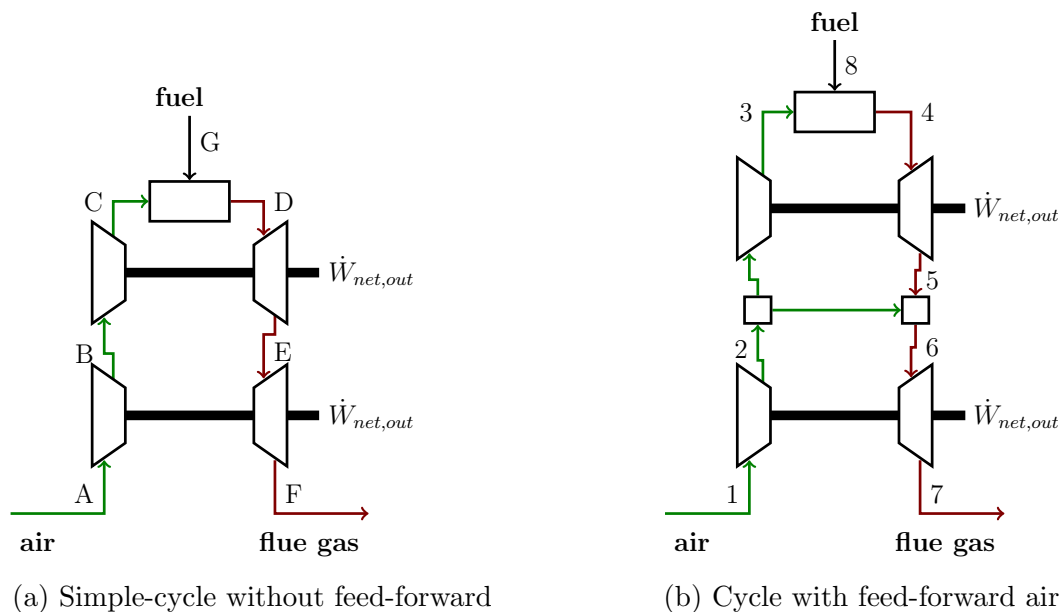 fuel
G
C
D
Ẇnet,out
B
E
Ẇnet,out
A
F
air
flue gas
(a) Simple-cycle without feed-forward
fuel
8
3
4
Ẇnet,out
5
2
6
Ẇnet,out
1
7
air
flue gas
(b) Cycle with feed-forward air